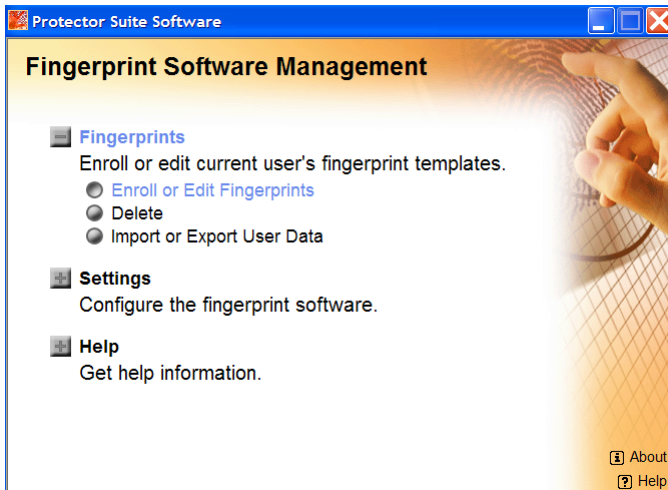 Protector Suite Software
Fingerprint Software Management
Fingerprints
Enroll or edit current user's fingerprint templates.
Enroll or Edit Fingerprints
Delete
Import or Export User Data
Settings
Configure the fingerprint software.
Help
Get help information.
About
Help